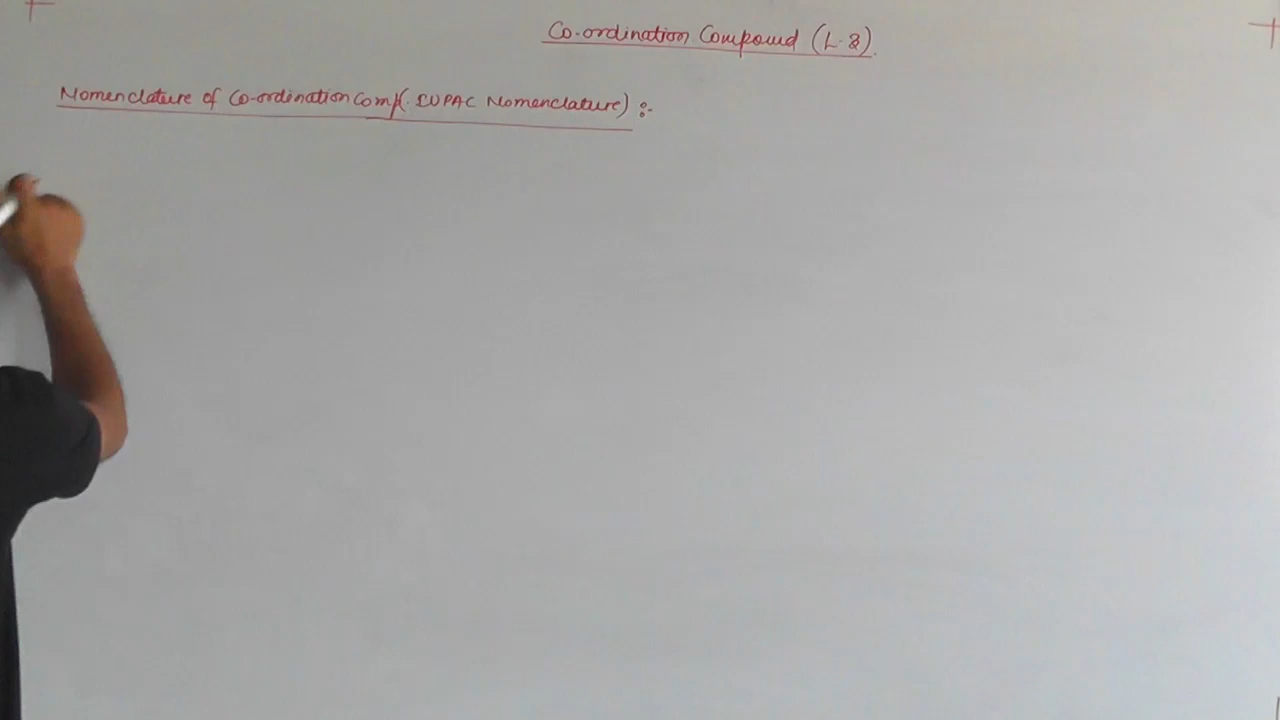 Co-ordination Compound (L-8).
Nomenclature of Co-ordination Comp(. IUPAC Nomenclature) :-